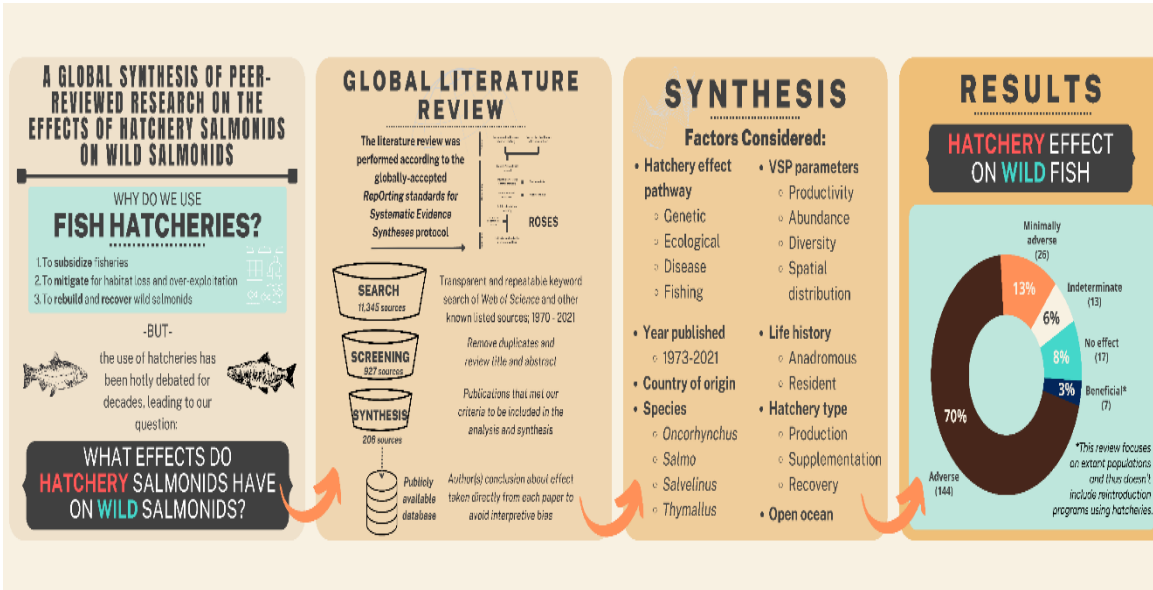 A GLOBAL SYNTHESIS OF PEER-
REVIEWED RESEARCH ON THE
EFFECTS OF HATCHERY SALMONIDS
ON WILD SALMONIDS
WHY DO WE USE
FISH HATCHERIES?
1.To subsidize fisheries
2.To mitigate for habitat loss and over-exploitation
3.To rebuild and recover wild salmonids
-BUT-
the use of hatcheries has
been hotly debated for
decades, leading to our
question:
WHAT EFFECTS DO
HATCHERY SALMONIDS HAVE
ON WILD SALMONIDS?
GLOBAL LITERATURE
REVIEW
The literature review was
performed according to the
globally-accepted
RepOrting standards for
Systematic Evidence
Syntheses protocol
ROSES
SEARCH
11,345 sources
Transparent and repeatable keyword
search of Web of Science and other
known listed sources; 1970 - 2021
SCREENING
927 sources
Remove duplicates and
review title and abstract
SYNTHESIS
206 sources
Publications that met our
criteria to be included in the
analysis and synthesis
Publicly
available
database
Author(s) conclusion about effect
taken directly from each paper to
avoid interpretive bias
SYNTHESIS
Factors Considered:
• Hatchery effect
pathway
○ Genetic
○ Ecological
○ Disease
○ Fishing
• Year published
○ 1973-2021
• Country of origin
• Species
○ Oncorhynchus
○ Salmo
○ Salvelinus
○ Thymallus
• VSP parameters
○ Productivity
○ Abundance
○ Diversity
○ Spatial
distribution
• Life history
○ Anadromous
○ Resident
• Hatchery type
○ Production
○ Supplementation
○ Recovery
• Open ocean
RESULTS
HATCHERY EFFECT
ON WILD FISH
Minimally
adverse
(26)
13%
Indeterminate
(13)
6%
No effect
(17)
8%
Beneficial*
(7)
3%
70%
Adverse
(144)
*This review focuses
on extant populations
and thus doesn't
include reintroduction
programs using hatcheries.